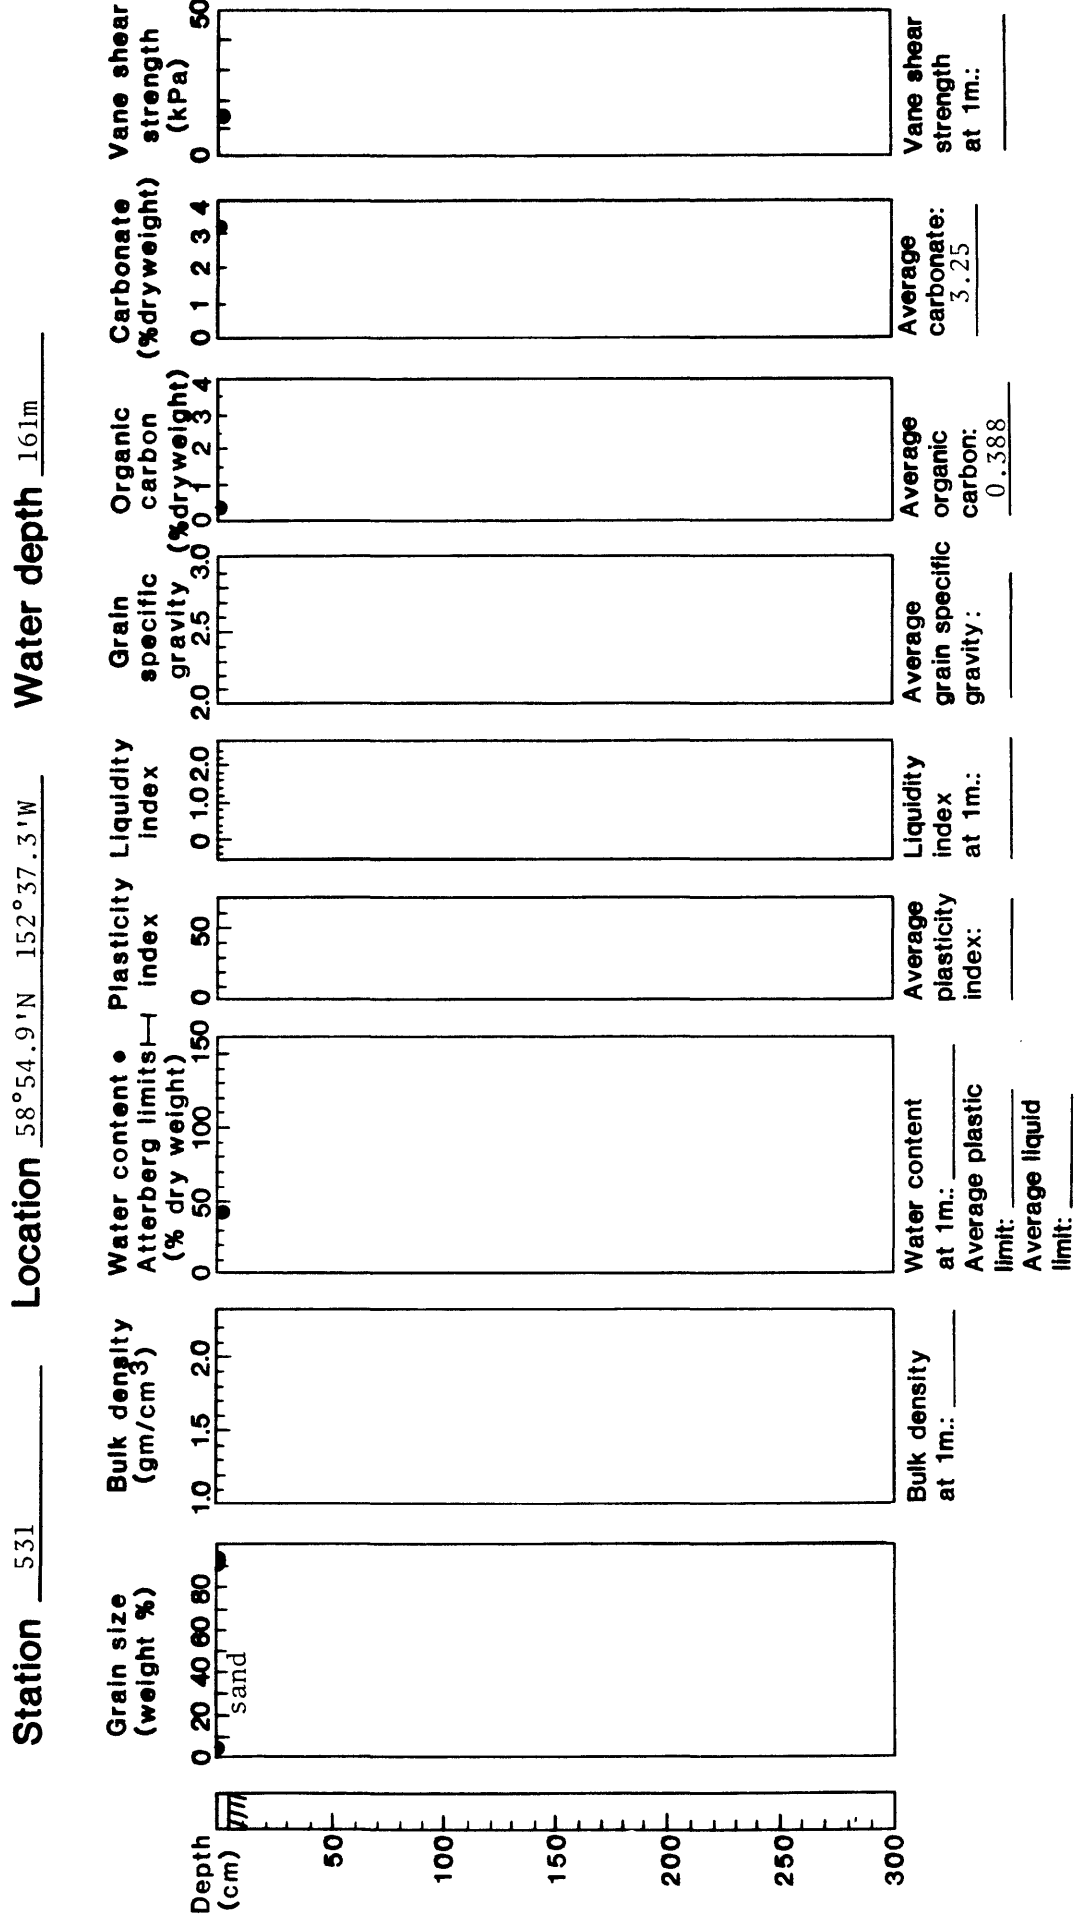 Station 531 Location 58°54.9'N 152°37.3'W Water depth 161m
Depth
(cm)
50
100
150
200
250
300
Grain size
(weight %)
0 20 40 60 80
sand
Bulk density
(gm/cm³)
1.0 1.5 2.0
Bulk density
at 1m.:
Water content ●
Atterberg limits ⊢⊣
(% dry weight)
0 50 100 150
Water content
at 1m.:
Average plastic
limit:
Average liquid
limit:
Plasticity
index
0 50
Average
plasticity
index:
Liquidity
index
0 1.0 2.0
Liquidity
index
at 1m.:
Grain
specific
gravity
2.0 2.5 3.0
Average
grain specific
gravity:
Organic
carbon
(%dryweight)
0 1 2 3 4
Average
organic
carbon:
0.388
Carbonate
(%dryweight)
0 1 2 3 4
Average
carbonate:
3.25
Vane shear
strength
(kPa)
0 50
Vane shear
strength
at 1m.: